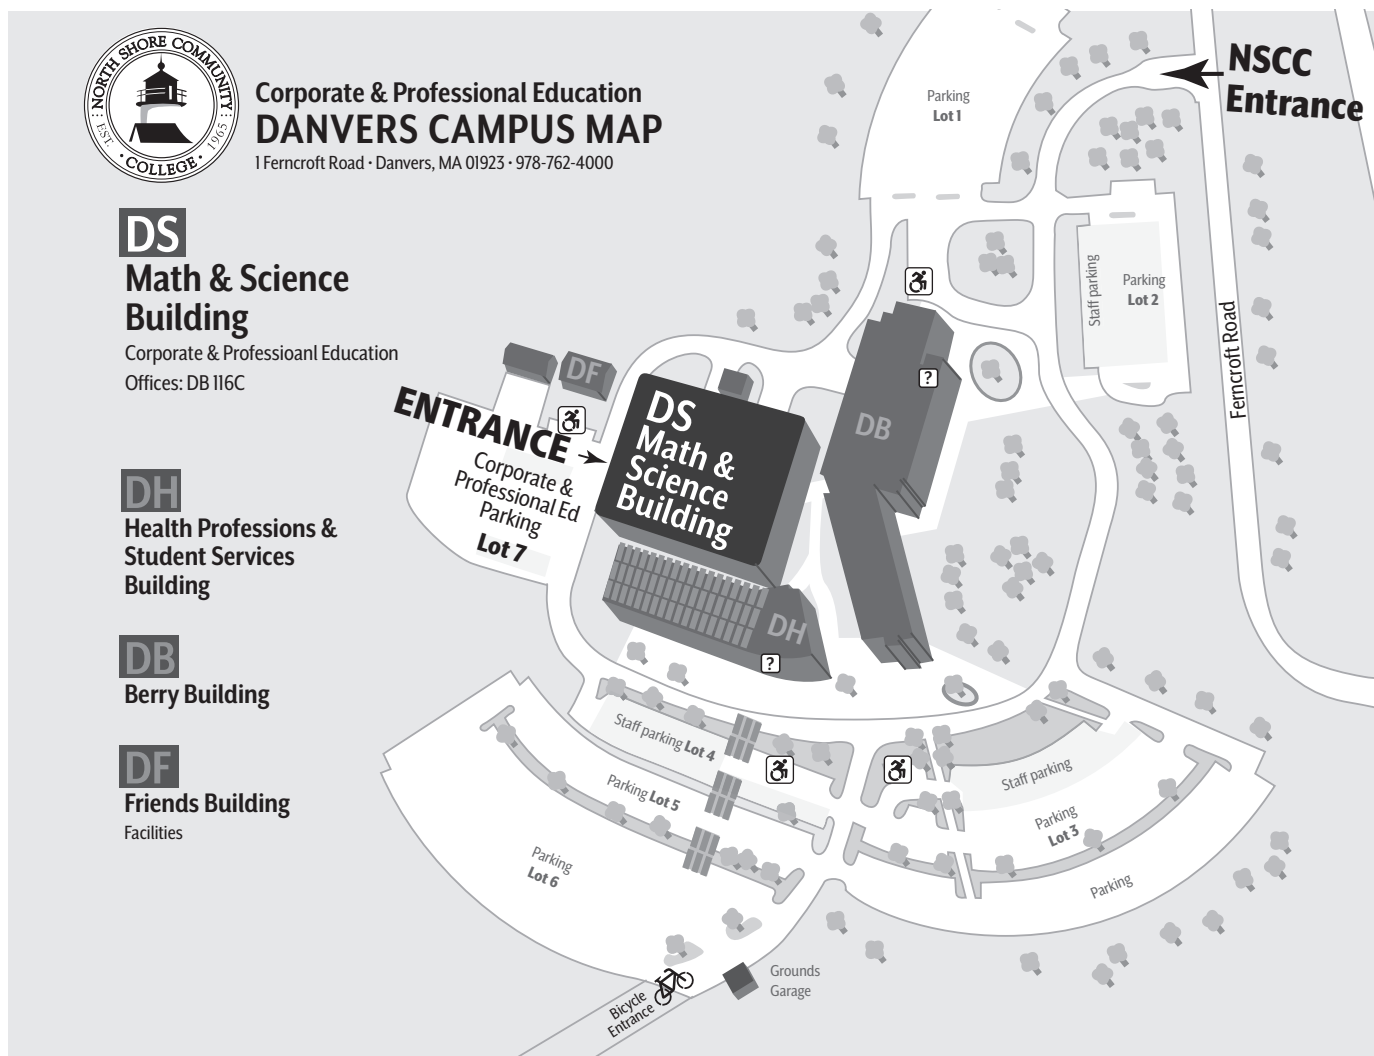 NORTH SHORE COMMUNITY
EST. 1965
• COLLEGE •
Corporate & Professional Education
DANVERS CAMPUS MAP
1 Ferncroft Road • Danvers, MA 01923 • 978-762-4000
NSCC
Entrance
DS
Math & Science
Building
Corporate & Professioanl Education
Offices: DB 116C
DH
Health Professions &
Student Services
Building
DB
Berry Building
DF
Friends Building
Facilities
Parking
Lot 1
Staff parking
Parking
Lot 2
Ferncroft Road
DF
ENTRANCE
Corporate &
Professional Ed
Parking
Lot 7
DS
Math &
Science
Building
DB
?
DH
?
Staff parking Lot 4
Parking Lot 5
Parking
Lot 6
Staff parking
Parking
Lot 3
Parking
Bicycle
Entrance
Grounds
Garage